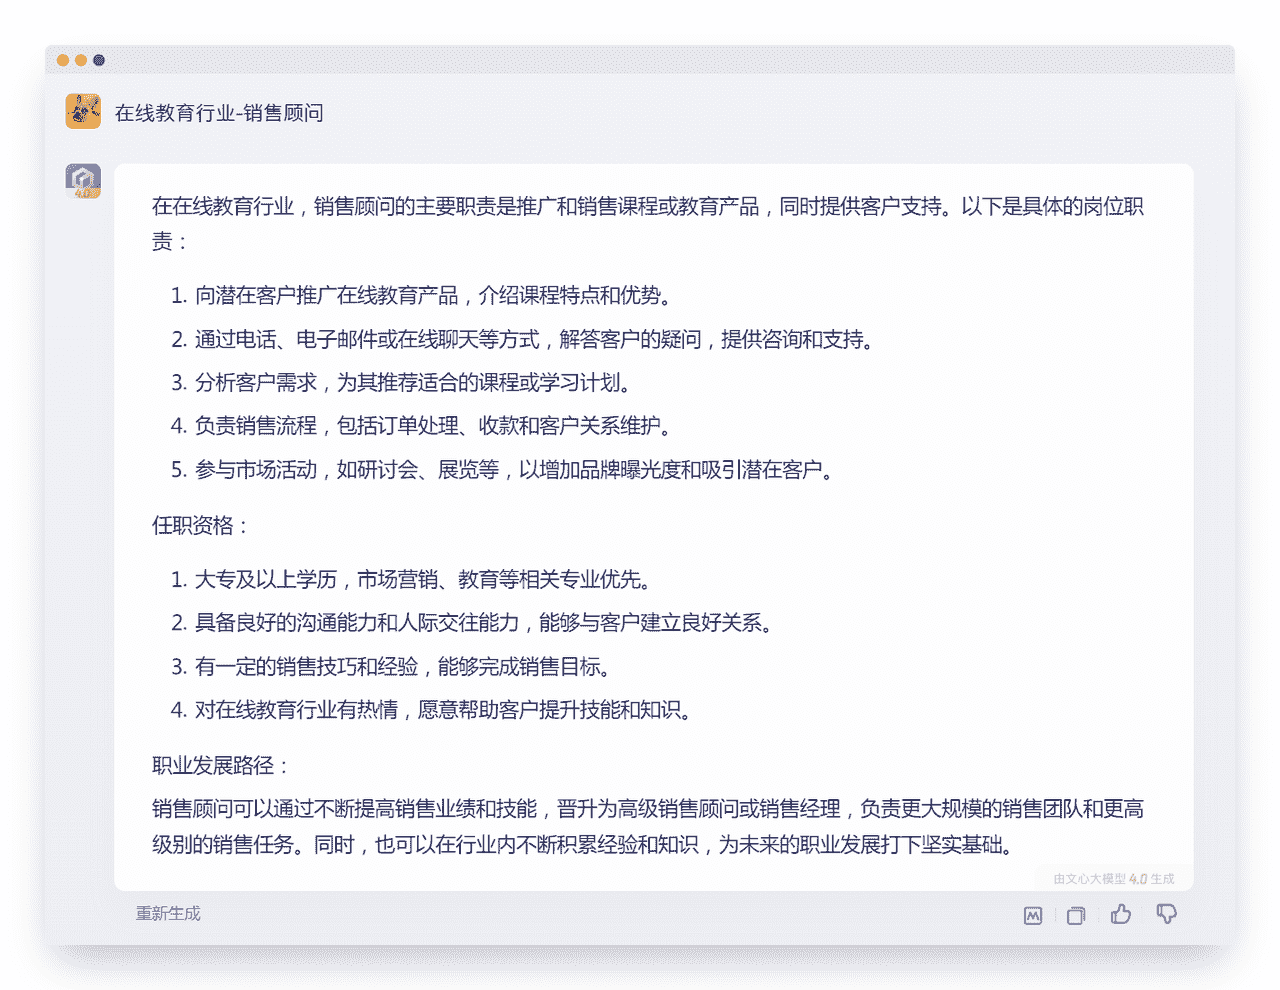 在线教育行业-销售顾问
在在线教育行业，销售顾问的主要职责是推广和销售课程或教育产品，同时提供客户支持。以下是具体的岗位职
责：
1. 向潜在客户推广在线教育产品，介绍课程特点和优势。
2. 通过电话、电子邮件或在线聊天等方式，解答客户的疑问，提供咨询和支持。
3. 分析客户需求，为其推荐适合的课程或学习计划。
4. 负责销售流程，包括订单处理、收款和客户关系维护。
5. 参与市场活动，如研讨会、展览等，以增加品牌曝光度和吸引潜在客户。
任职资格：
1. 大专及以上学历，市场营销、教育等相关专业优先。
2. 具备良好的沟通能力和人际交往能力，能够与客户建立良好关系。
3. 有一定的销售技巧和经验，能够完成销售目标。
4. 对在线教育行业有热情，愿意帮助客户提升技能和知识。
职业发展路径：
销售顾问可以通过不断提高销售业绩和技能，晋升为高级销售顾问或销售经理，负责更大规模的销售团队和更高
级别的销售任务。同时，也可以在行业内不断积累经验和知识，为未来的职业发展打下坚实基础。
由文心大模型 4.0 生成
重新生成